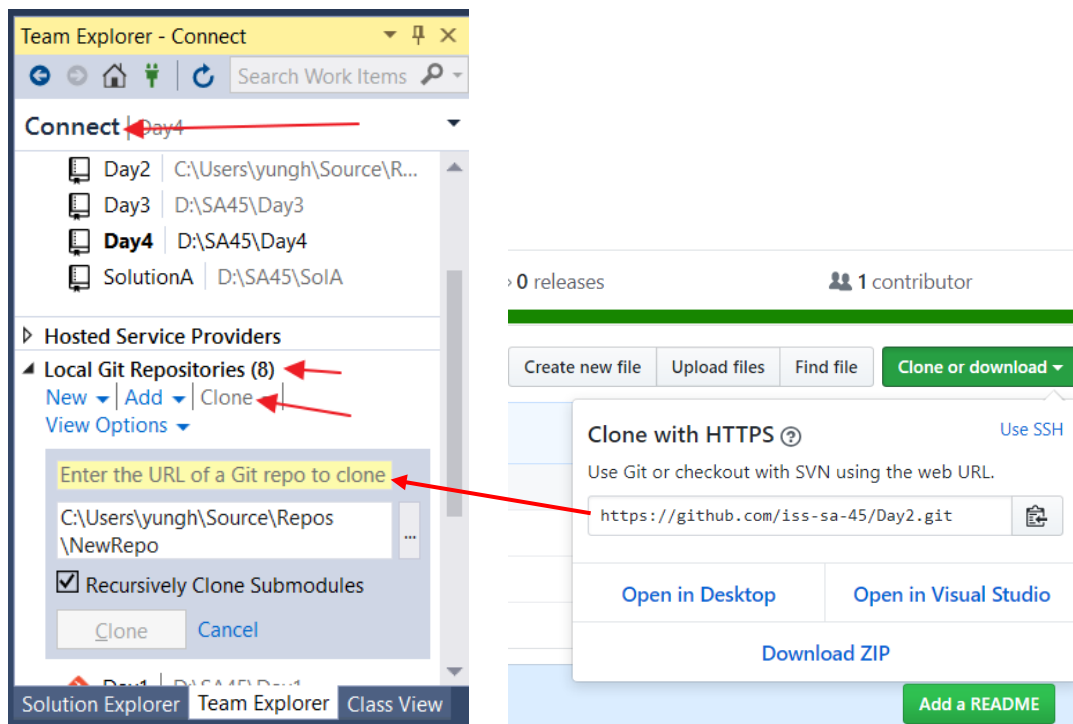 Team Explorer - Connect
Search Work Items
Connect | Day4
Day2 | C:\Users\yungh\Source\R...
Day3 | D:\SA45\Day3
Day4 | D:\SA45\Day4
SolutionA | D:\SA45\SolA
Hosted Service Providers
Local Git Repositories (8)
New | Add | Clone
View Options
Enter the URL of a Git repo to clone
C:\Users\yungh\Source\Repos
\NewRepo
...
Recursively Clone Submodules
Clone Cancel
Day1 | D:\SA45\Day1
Solution Explorer Team Explorer Class View
0 releases 1 contributor
Create new file Upload files Find file Clone or download
Clone with HTTPS Use SSH
Use Git or checkout with SVN using the web URL.
https://github.com/iss-sa-45/Day2.git
Open in Desktop Open in Visual Studio
Download ZIP
Add a README